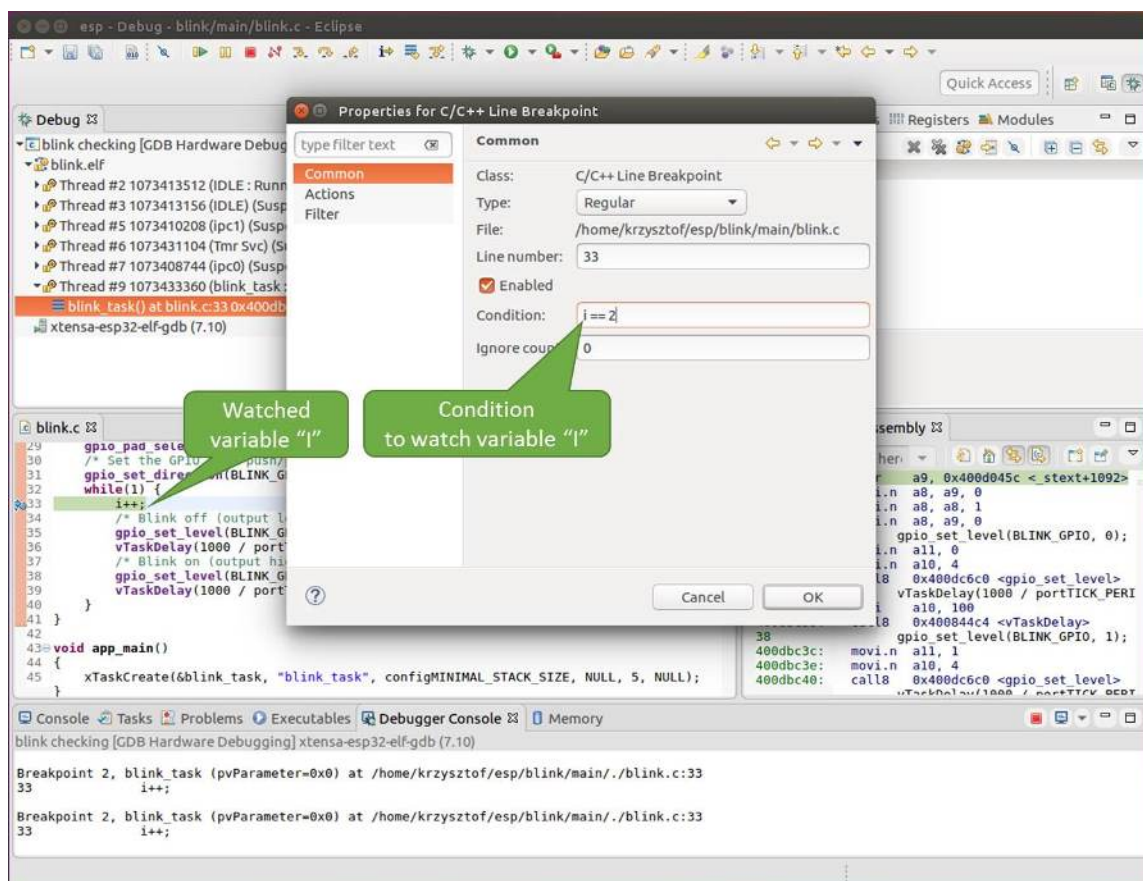 esp - Debug - blink/main/blink.c - Eclipse
Quick Access
Debug
Registers Modules
blink checking [GDB Hardware Debug
blink.elf
Thread #2 1073413512 (IDLE : Runn
Thread #3 1073413156 (IDLE) (Susp
Thread #5 1073410208 (ipc1) (Susp
Thread #6 1073431104 (Tmr Svc) (S
Thread #7 1073408744 (ipc0) (Susp
Thread #9 1073433360 (blink_task :
blink_task() at blink.c:33 0x400db
xtensa-esp32-elf-gdb (7.10)
Properties for C/C++ Line Breakpoint
type filter text
Common
Actions
Filter
Common
Class: C/C++ Line Breakpoint
Type: Regular
File: /home/krzysztof/esp/blink/main/blink.c
Line number: 33
Enabled
Condition: i == 2
Ignore coun 0
Cancel OK
Watched
variable "I"
Condition
to watch variable "I"
blink.c
29 gpio_pad_sele
30 /* Set the GPIO push/
31 gpio_set_direction(BLINK_G
32 while(1) {
33 i++;
34 /* Blink off (output l
35 gpio_set_level(BLINK_G
36 vTaskDelay(1000 / port
37 /* Blink on (output hi
38 gpio_set_level(BLINK_G
39 vTaskDelay(1000 / port
40 }
41 }
42
43 void app_main()
44 {
45 xTaskCreate(&blink_task, "blink_task", configMINIMAL_STACK_SIZE, NULL, 5, NULL);
}
sembly
her
r a9, 0x400d045c <_stext+1092>
i.n a8, a9, 0
i.n a8, a8, 1
i.n a8, a9, 0
gpio_set_level(BLINK_GPIO, 0);
i.n a11, 0
i.n a10, 4
l8 0x400dc6c0 <gpio_set_level>
vTaskDelay(1000 / portTICK_PERI
i a10, 100
l8 0x400844c4 <vTaskDelay>
38 gpio_set_level(BLINK_GPIO, 1);
400dbc3c: movi.n a11, 1
400dbc3e: movi.n a10, 4
400dbc40: call8 0x400dc6c0 <gpio_set_level>
vTaskDelay(1000 / portTICK_PERI
Console Tasks Problems Executables Debugger Console Memory
blink checking [GDB Hardware Debugging] xtensa-esp32-elf-gdb (7.10)
Breakpoint 2, blink_task (pvParameter=0x0) at /home/krzysztof/esp/blink/main/./blink.c:33
33 i++;
Breakpoint 2, blink_task (pvParameter=0x0) at /home/krzysztof/esp/blink/main/./blink.c:33
33 i++;